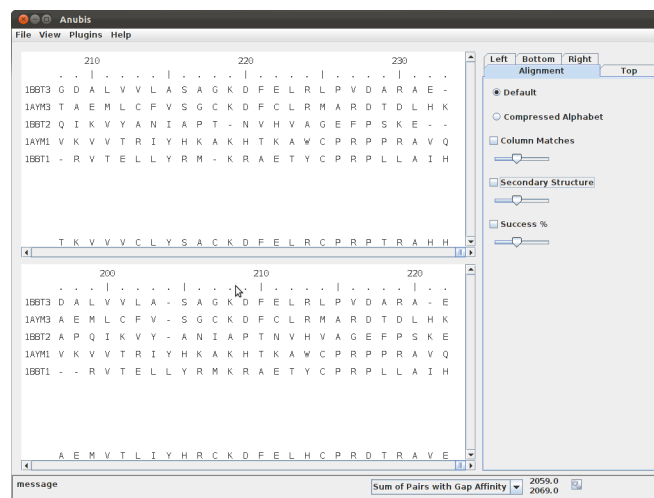 Anubis
File View Plugins Help
210 220 230
. . | . . . . | . . . . | . . . . | . . . . | . .
1BBT3 G D A L V V L A S A G K D F E L R L P V D A R A E -
1AYM3 T A E M L C F V S G C K D F C L R M A R D T D L H K
1BBT2 Q I K V Y A N I A P T - N V H V A G E F P S K E - -
1AYM1 V K V V T R I Y H K A K H T K A W C P R P P R A V Q
1BBT1 - R V T E L L Y R M - K R A E T Y C P R P L L A I H
T K V V V C L Y S A C K D F E L R C P R P T R A H H
200 210 220
. . . | . . . . | . . . . | . . . . | . . . . | .
1BBT3 D A L V V L A - S A G K D F E L R L P V D A R A - E
1AYM3 A E M L C F V - S G C K D F C L R M A R D T D L H K
1BBT2 A P Q I K V Y - A N I A P T N V H V A G E F P S K E
1AYM1 V K V V T R I Y H K A K H T K A W C P R P P R A V Q
1BBT1 - - R V T E L L Y R M K R A E T Y C P R P L L A I H
A E M V T L I Y H R C K D F E L H C P R D T R A V E
Left Bottom Right
Alignment Top
Default
Compressed Alphabet
Column Matches
Secondary Structure
Success %
message
Sum of Pairs with Gap Affinity
2059.0
2069.0